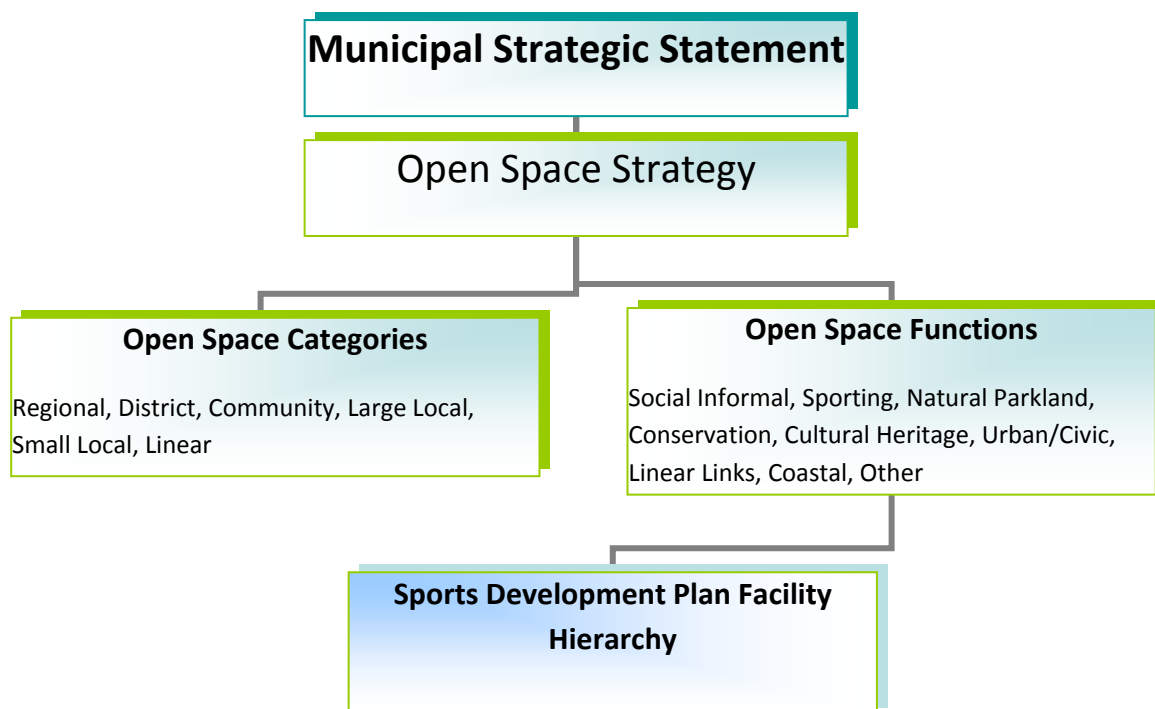 Municipal Strategic Statement
Open Space Strategy
Open Space Categories
Regional, District, Community, Large Local,
Small Local, Linear
Open Space Functions
Social Informal, Sporting, Natural Parkland,
Conservation, Cultural Heritage, Urban/Civic,
Linear Links, Coastal, Other
Sports Development Plan Facility
Hierarchy